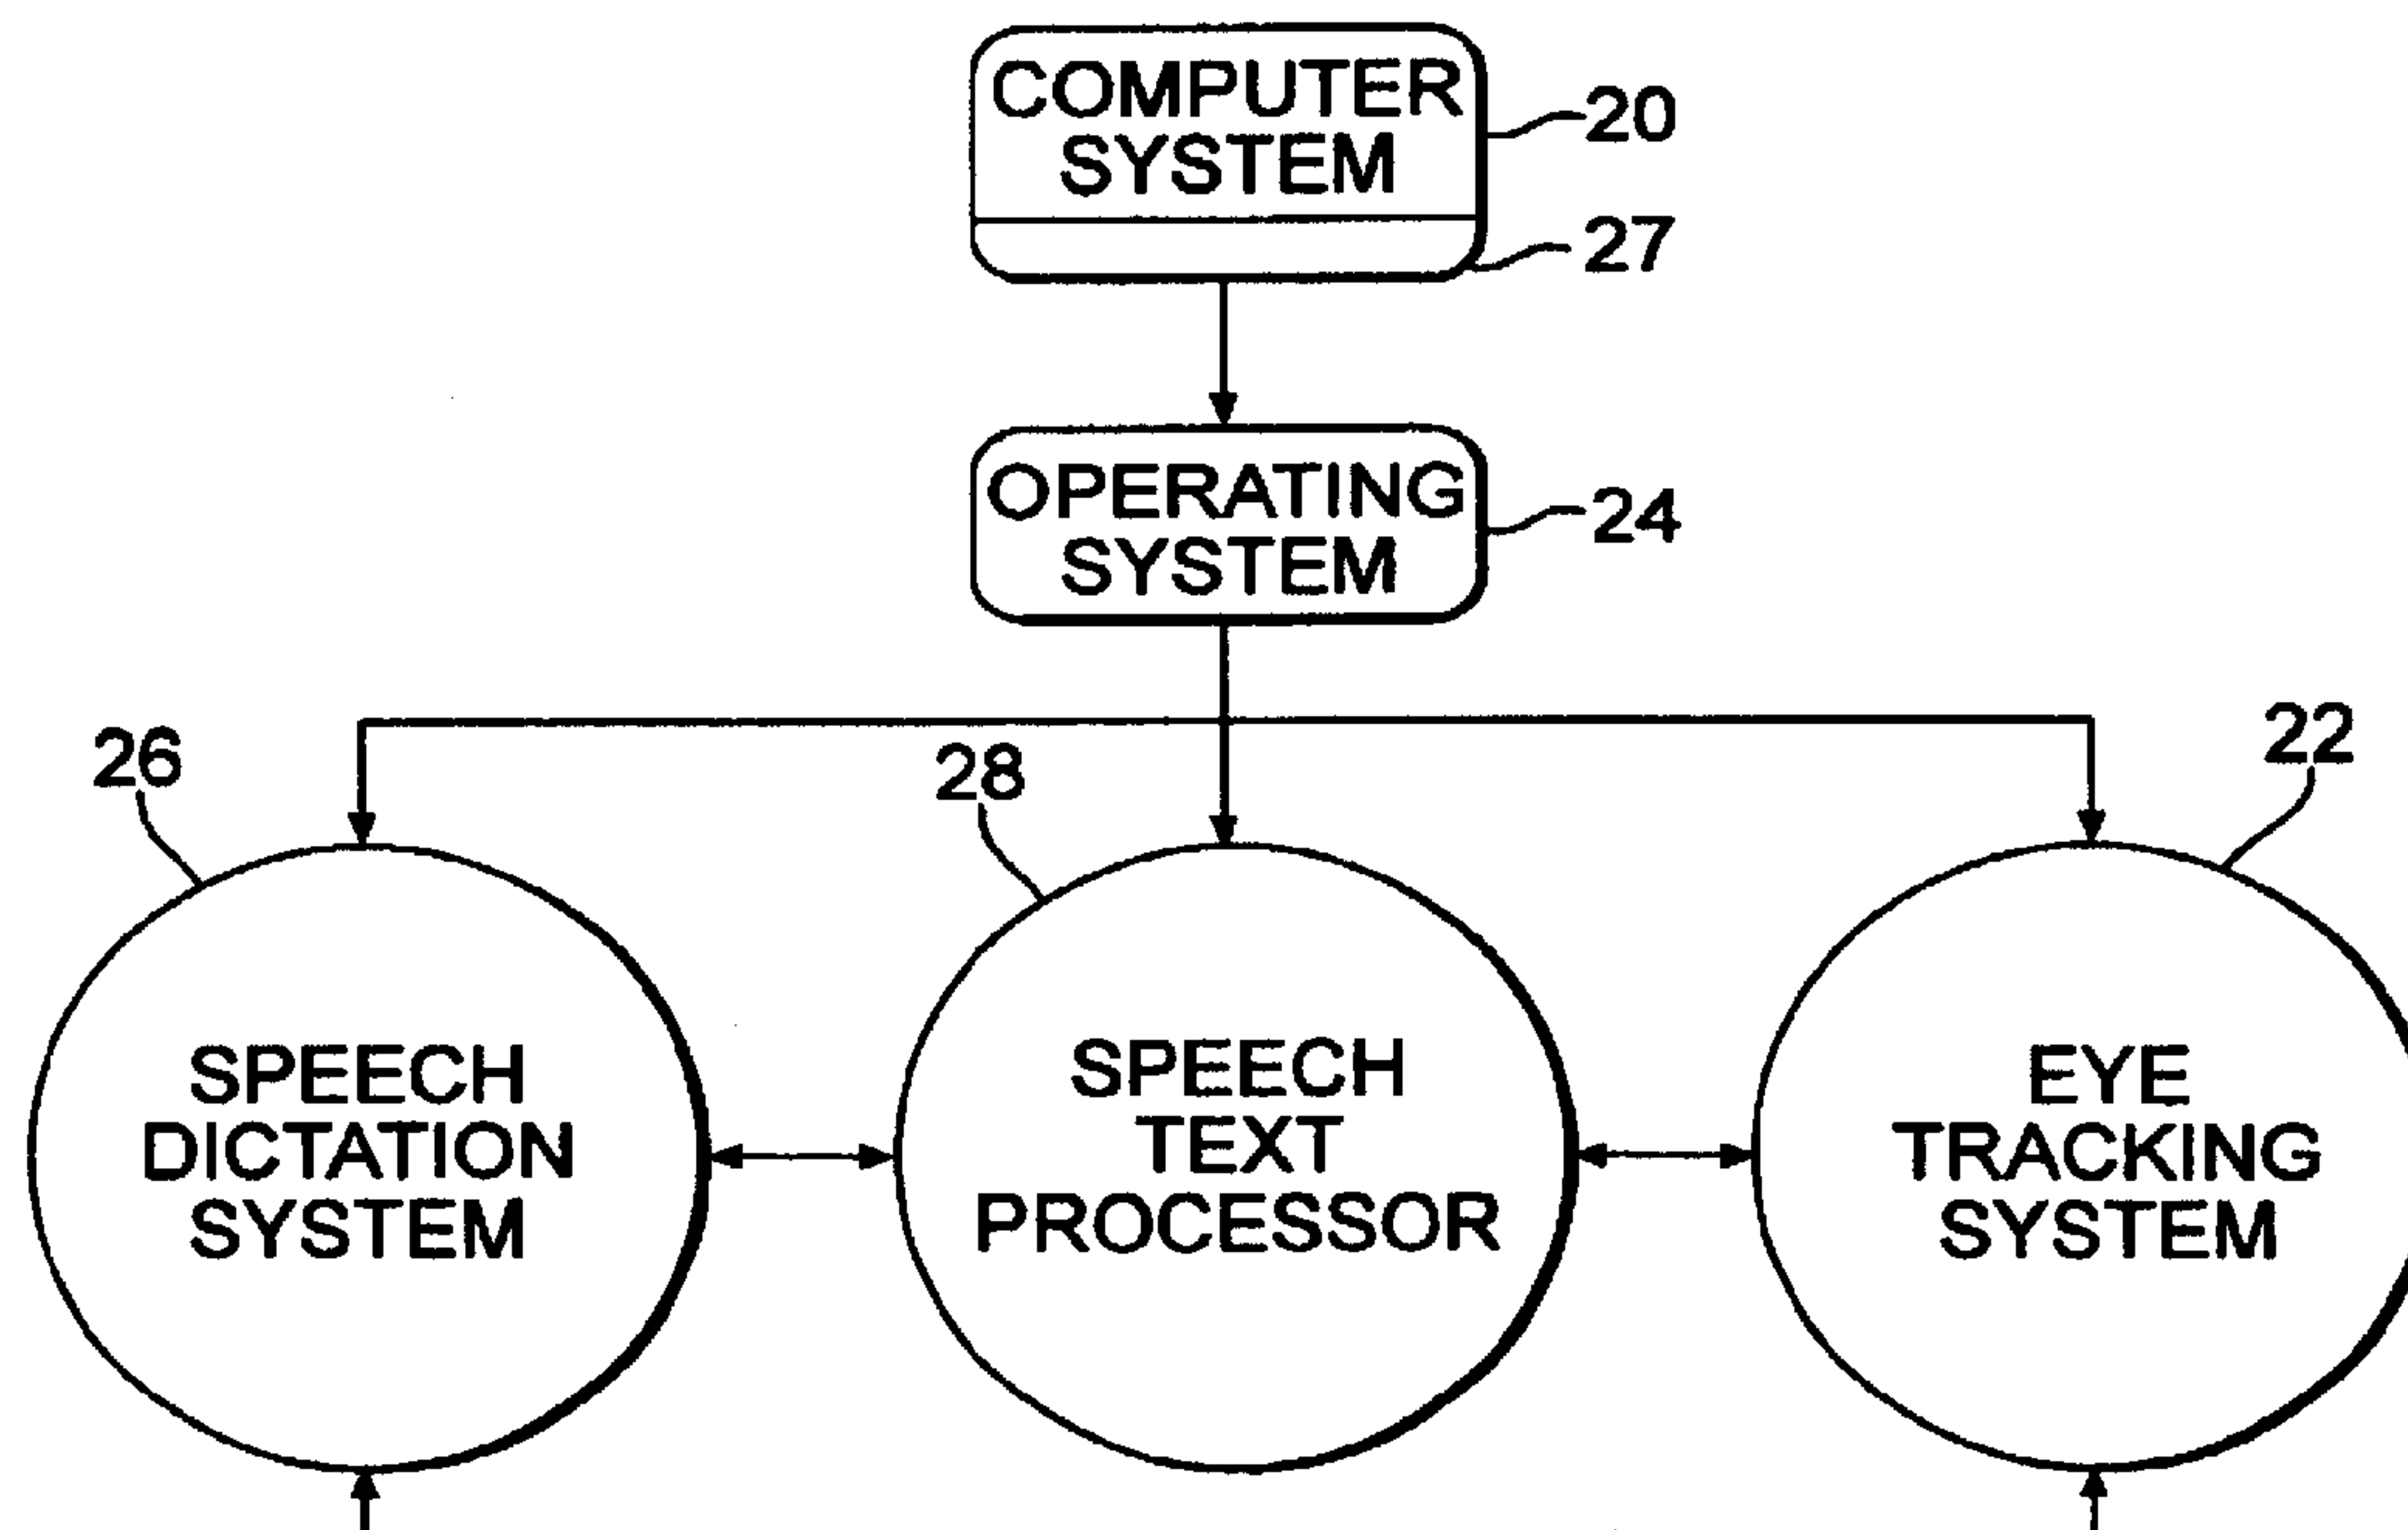 COMPUTER
SYSTEM
20
27
OPERATING
SYSTEM
24
26
28
22
SPEECH
DICTATION
SYSTEM
SPEECH
TEXT
PROCESSOR
EYE
TRACKING
SYSTEM